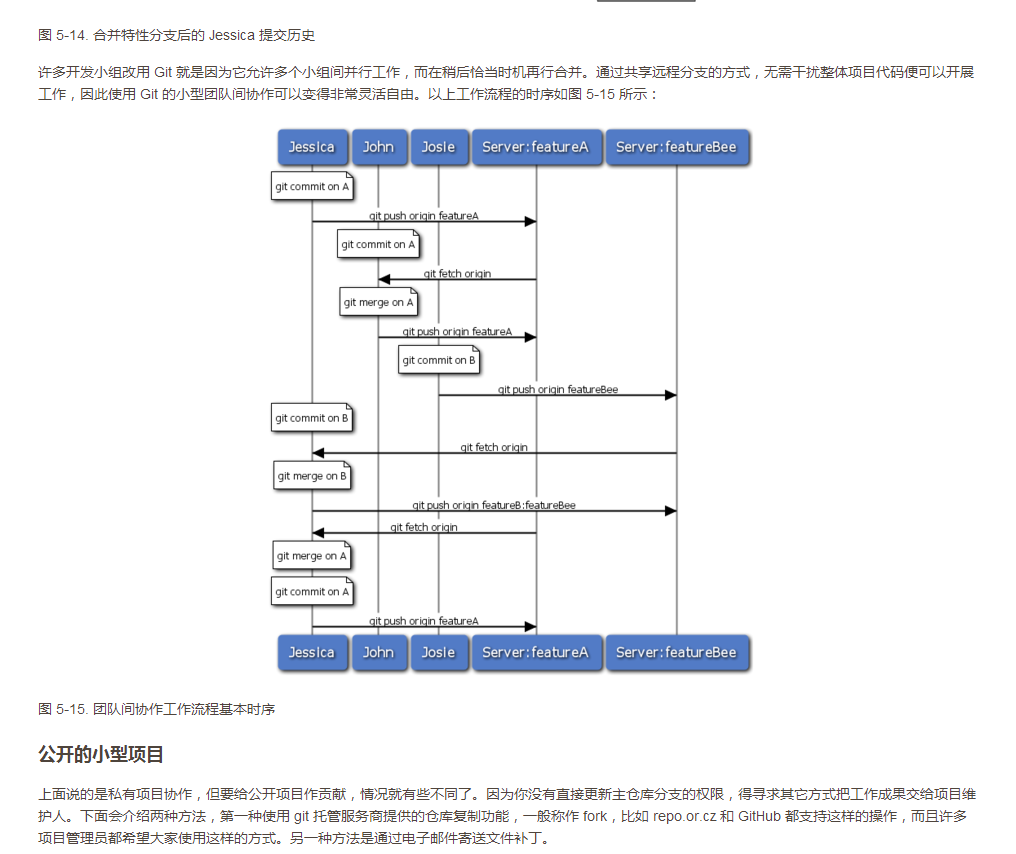 图 5-14. 合并特性分支后的 Jessica 提交历史
许多开发小组改用 Git 就是因为它允许多个小组间并行工作，而在稍后恰当时机再行合并。通过共享远程分支的方式，无需干扰整体项目代码便可以开展
工作，因此使用 Git 的小型团队间协作可以变得非常灵活自由。以上工作流程的时序如图 5-15 所示：
Jessica John Josie Server:featureA Server:featureBee
git commit on A
git push origin featureA
git commit on A
git fetch origin
git merge on A
git push origin featureA
git commit on B
git push origin featureBee
git commit on B
git fetch origin
git merge on B
git push origin featureB:featureBee
git fetch origin
git merge on A
git commit on A
git push origin featureA
Jessica John Josie Server:featureA Server:featureBee
图 5-15. 团队间协作工作流程基本时序
公开的小型项目
上面说的是私有项目协作，但要给公开项目作贡献，情况就有些不同了。因为你没有直接更新主仓库分支的权限，得寻求其它方式把工作成果交给项目维
护人。下面会介绍两种方法，第一种使用 git 托管服务商提供的仓库复制功能，一般称作 fork，比如 repo.or.cz 和 GitHub 都支持这样的操作，而且许多
项目管理员都希望大家使用这样的方式。另一种方法是通过电子邮件寄送文件补丁。